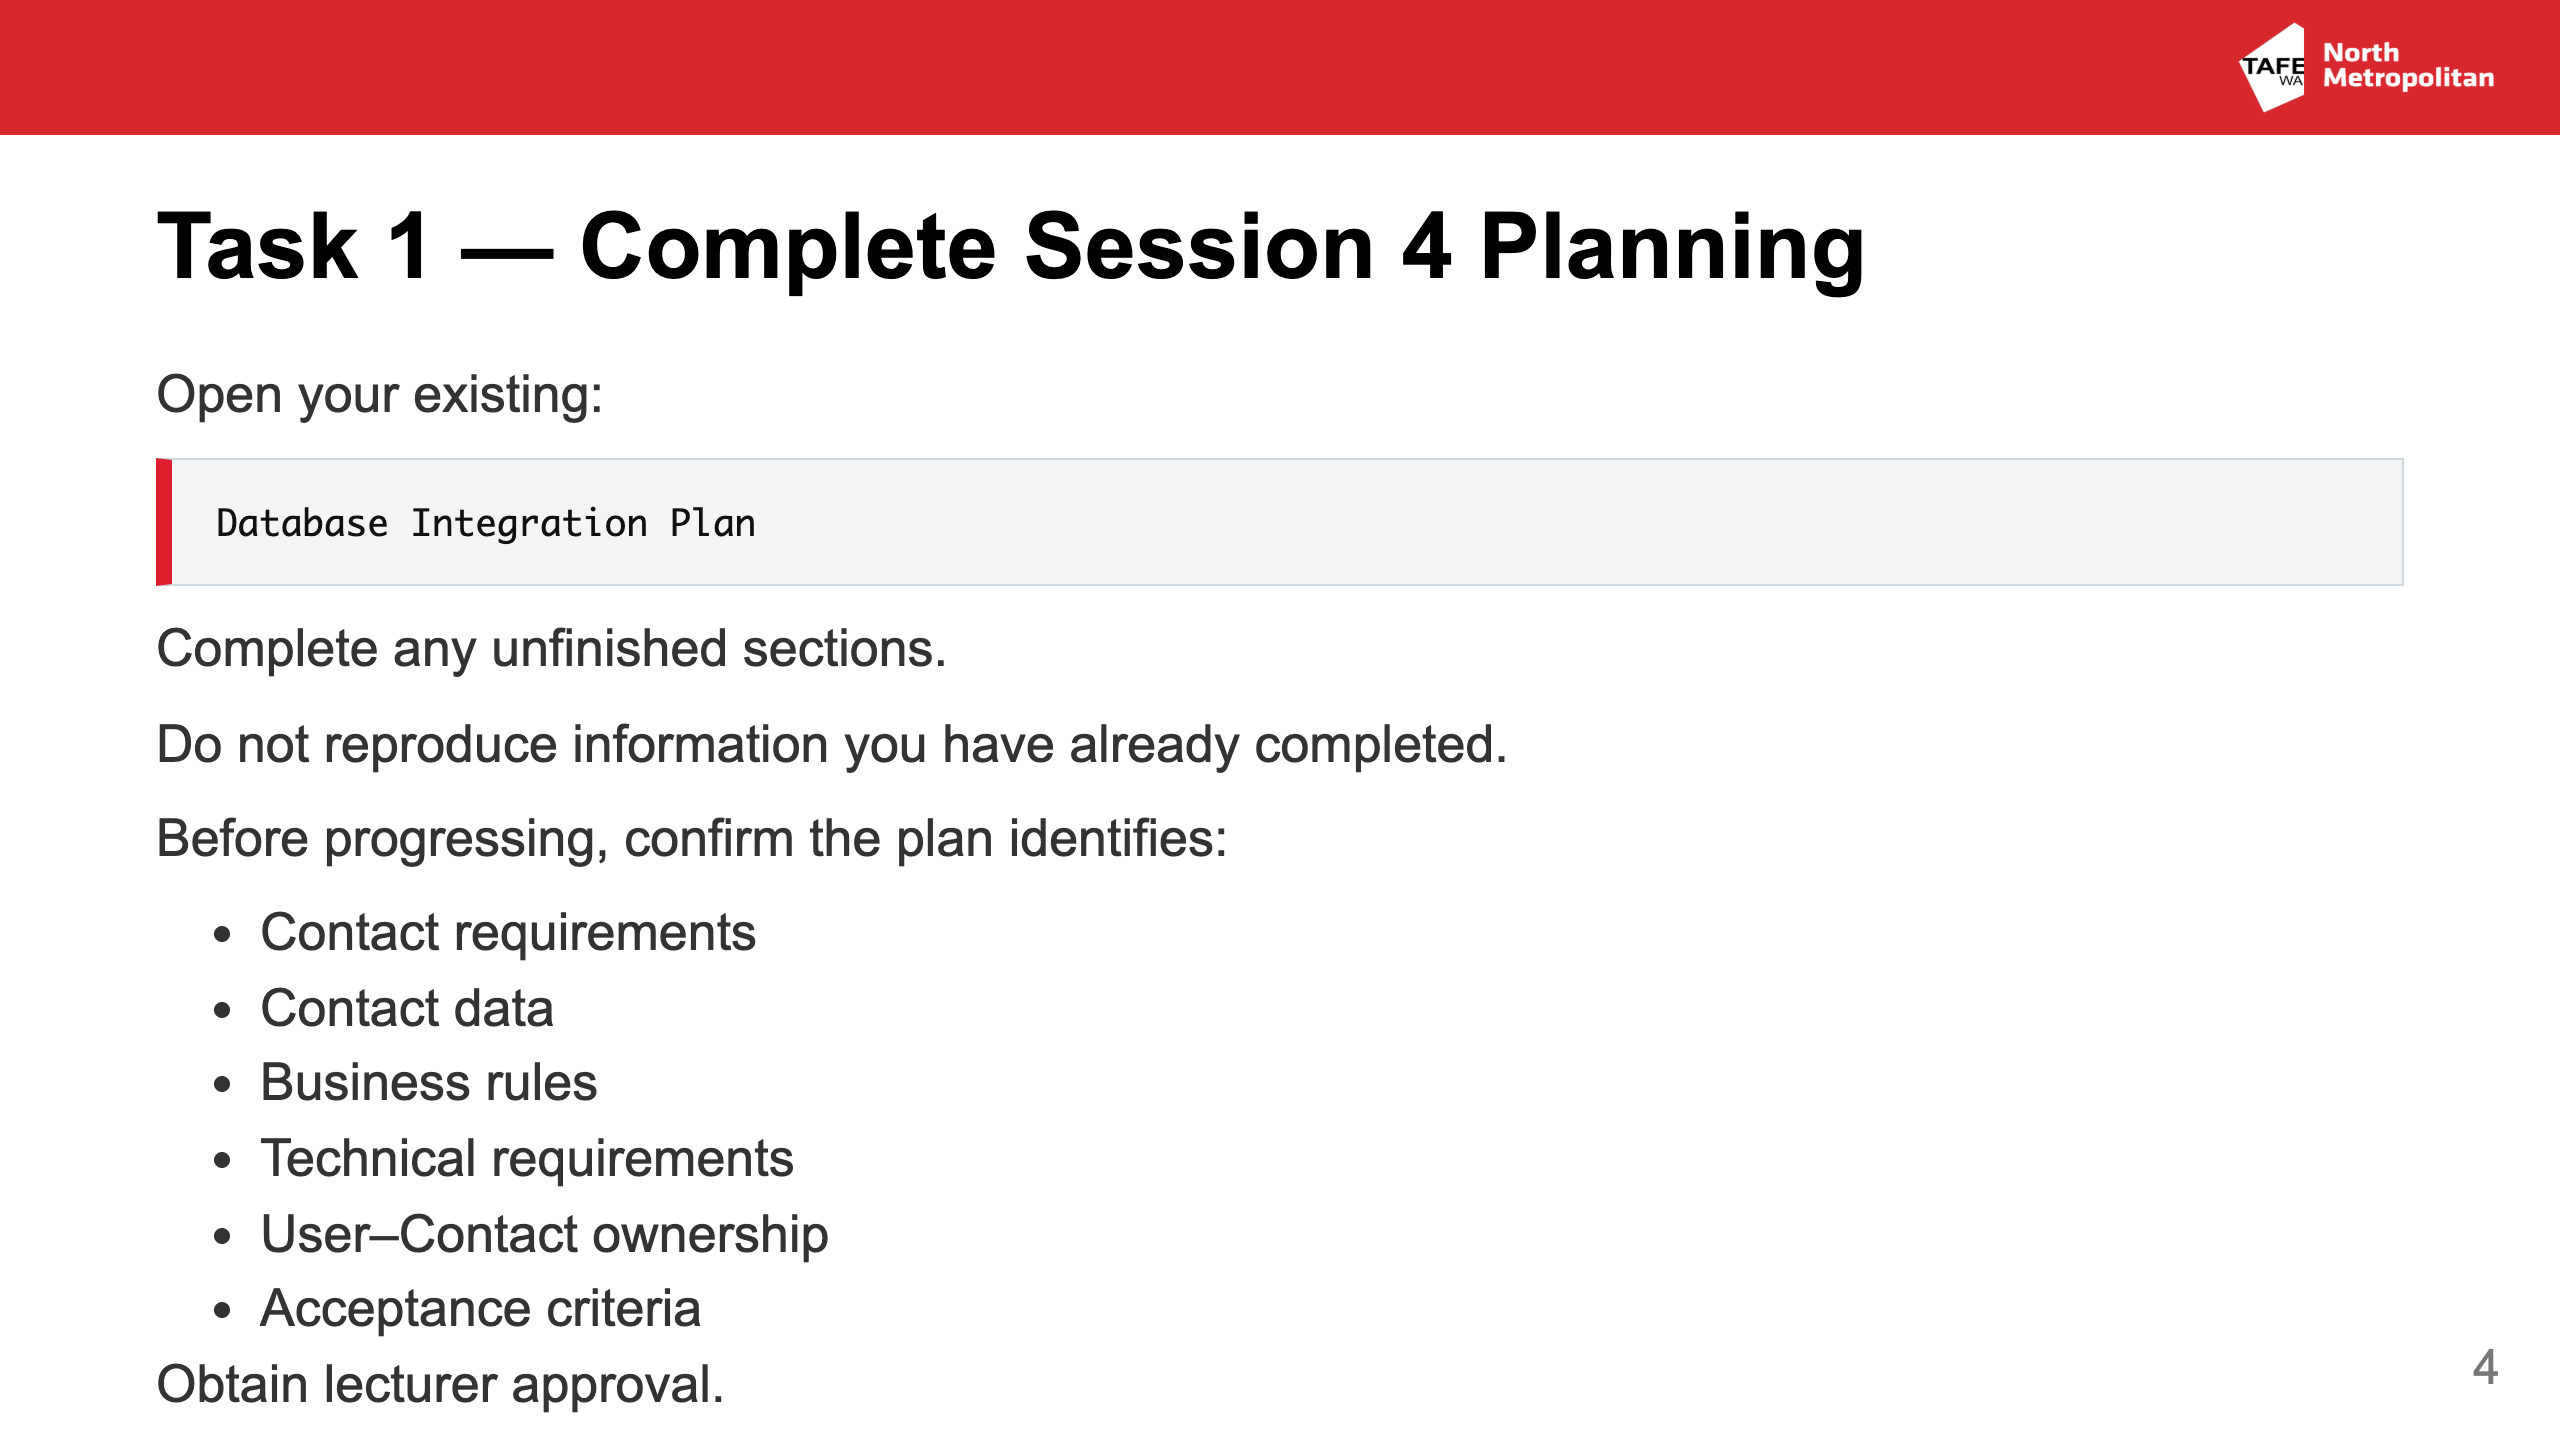 TAFE
WA
North
Metropolitan
Task 1 — Complete Session 4 Planning
Open your existing:
Database Integration Plan
Complete any unfinished sections.
Do not reproduce information you have already completed.
Before progressing, confirm the plan identifies:
• Contact requirements
• Contact data
• Business rules
• Technical requirements
• User–Contact ownership
• Acceptance criteria
Obtain lecturer approval.
4